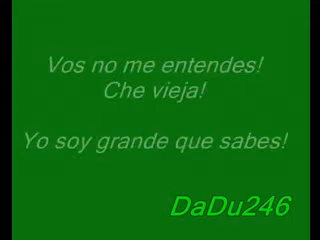 Vos no me entendes!
Che vieja!
Yo soy grande que sabes!
DaDu246